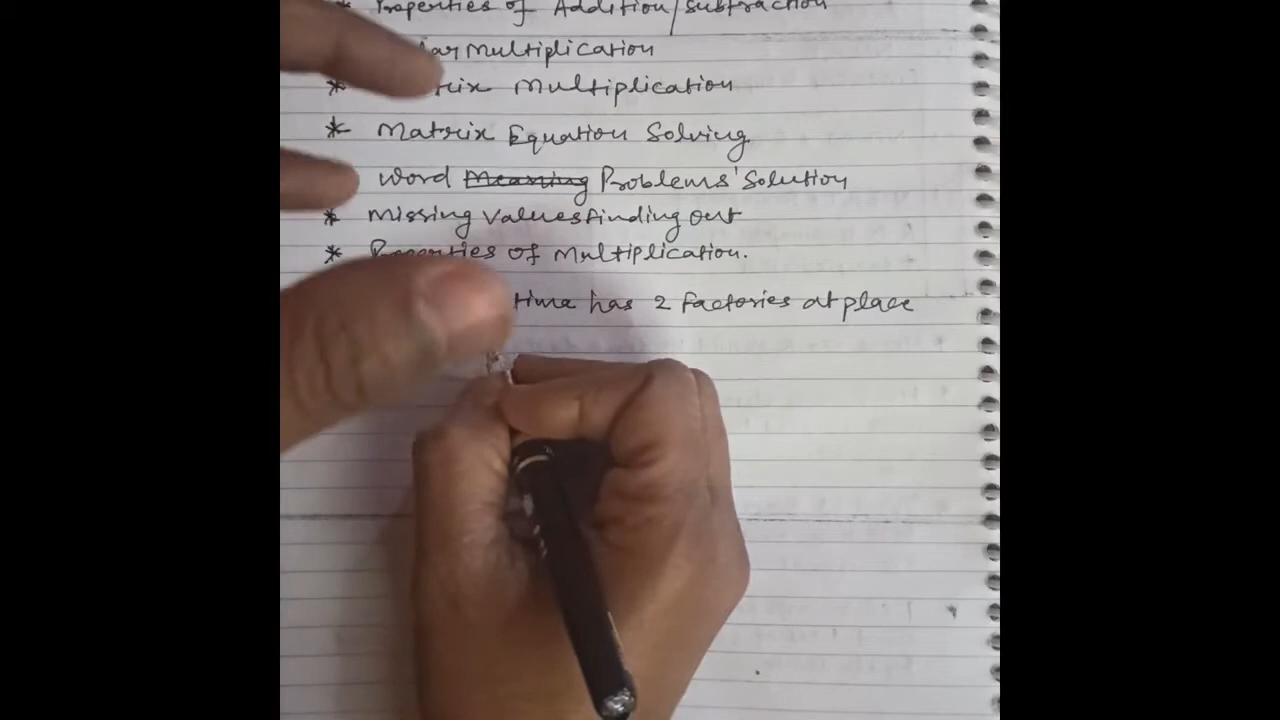 * Properties of Addition/Subtraction
Multiplication
* Multiplication
* Matrix Equation Solving
Word Meaning Problems' Solution
* Missing Values finding out
* Properties of Multiplication.
has 2 factories at place